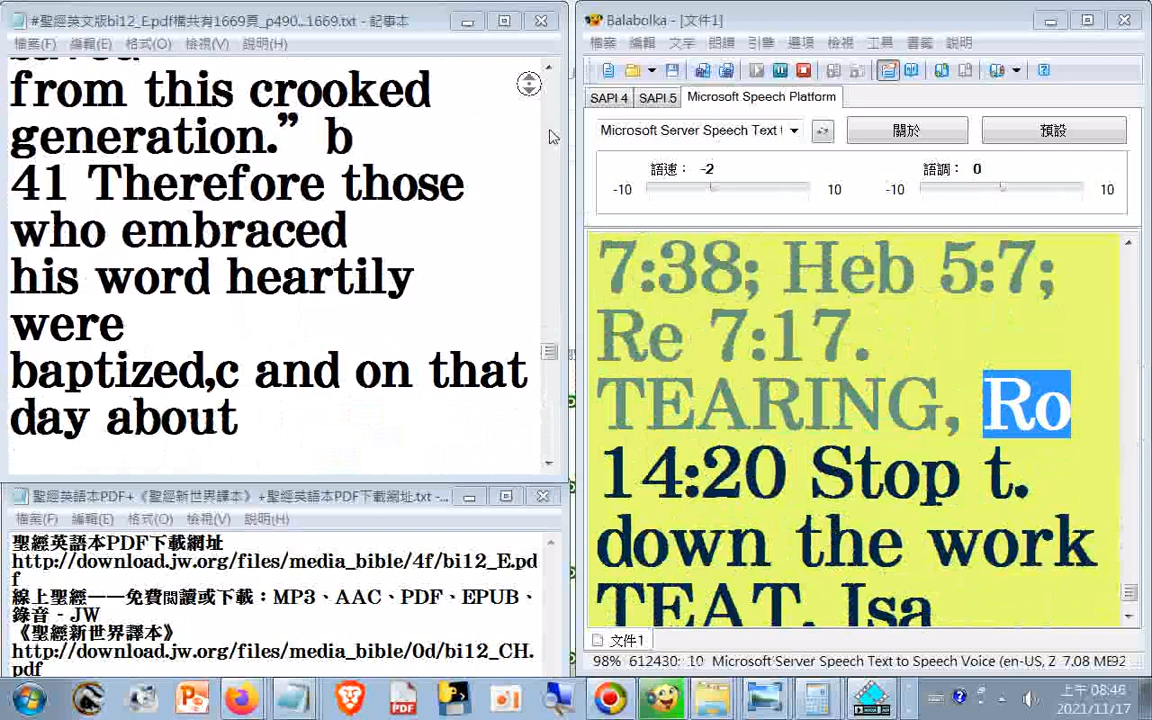 #聖經英文版bi12_E.pdf檔共有1669頁_p490...1669.txt - 記事本
檔案(F) 編輯(E) 格式(O) 檢視(V) 說明(H)
from this crooked
generation.” b
41 Therefore those
who embraced
his word heartily
were
baptized,c and on that
day about
聖經英語本PDF+《聖經新世界譯本》+聖經英語本PDF下載網址.txt -...
檔案(F) 編輯(E) 格式(O) 檢視(V) 說明(H)
聖經英語本PDF下載網址
http://download.jw.org/files/media_bible/4f/bi12_E.pd
f
線上聖經——免費閱讀或下載：MP3、AAC、PDF、EPUB、
錄音 - JW
《聖經新世界譯本》
http://download.jw.org/files/media_bible/0d/bi12_CH.
pdf
Balabolka - [文件1]
檔案 編輯 文字 朗讀 引擎 選項 檢視 工具 書籤 說明
SAPI 4 SAPI 5 Microsoft Speech Platform
Microsoft Server Speech Text 關於 預設
語速： -2 語調： 0
-10 10 -10 10
7:38; Heb 5:7;
Re 7:17.
TEARING, Ro
14:20 Stop t.
down the work
TEAT, Isa
文件1
98% 612430: 10 Microsoft Server Speech Text to Speech Voice (en-US, Z 7.08 ME92
上午 08:46
2021/11/17